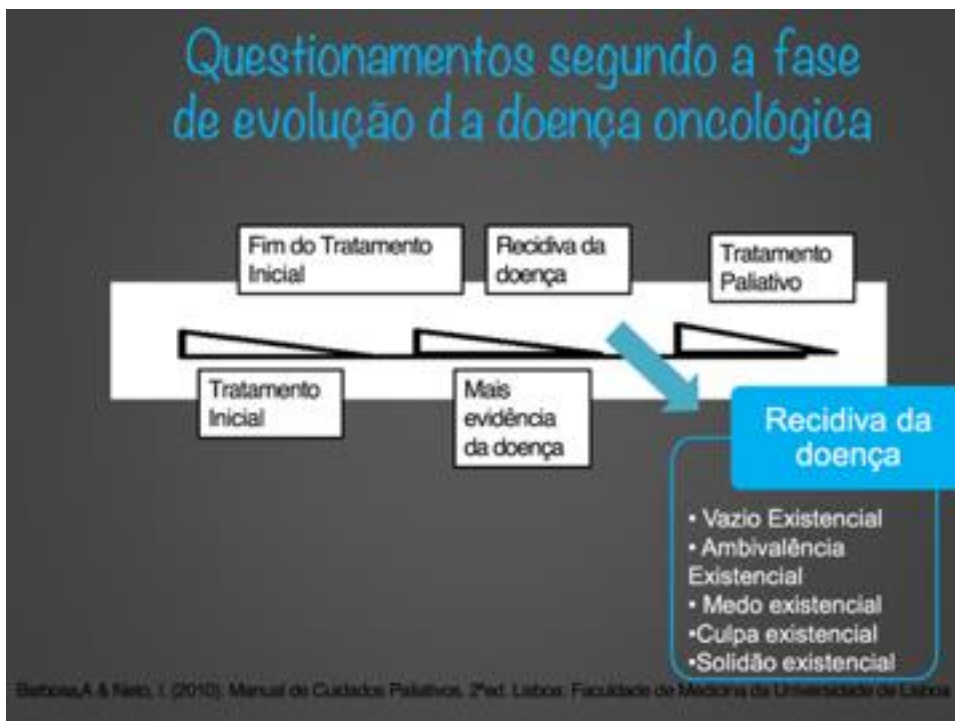 Questionamentos segundo a fase
de evolução da doença oncológica
Fim do Tratamento
Inicial
Recidiva da
doença
Tratamento
Paliativo
Tratamento
Inicial
Mais
evidência
da doença
Recidiva da
doença
• Vazio Existencial
• Ambivalência
Existencial
• Medo existencial
•Culpa existencial
•Solidão existencial
Barbosa,A & Neto, I. (2010). Manual de Cuidados Paliativos. 2ªed. Lisboa: Faculdade de Medicina da Universidade de Lisboa